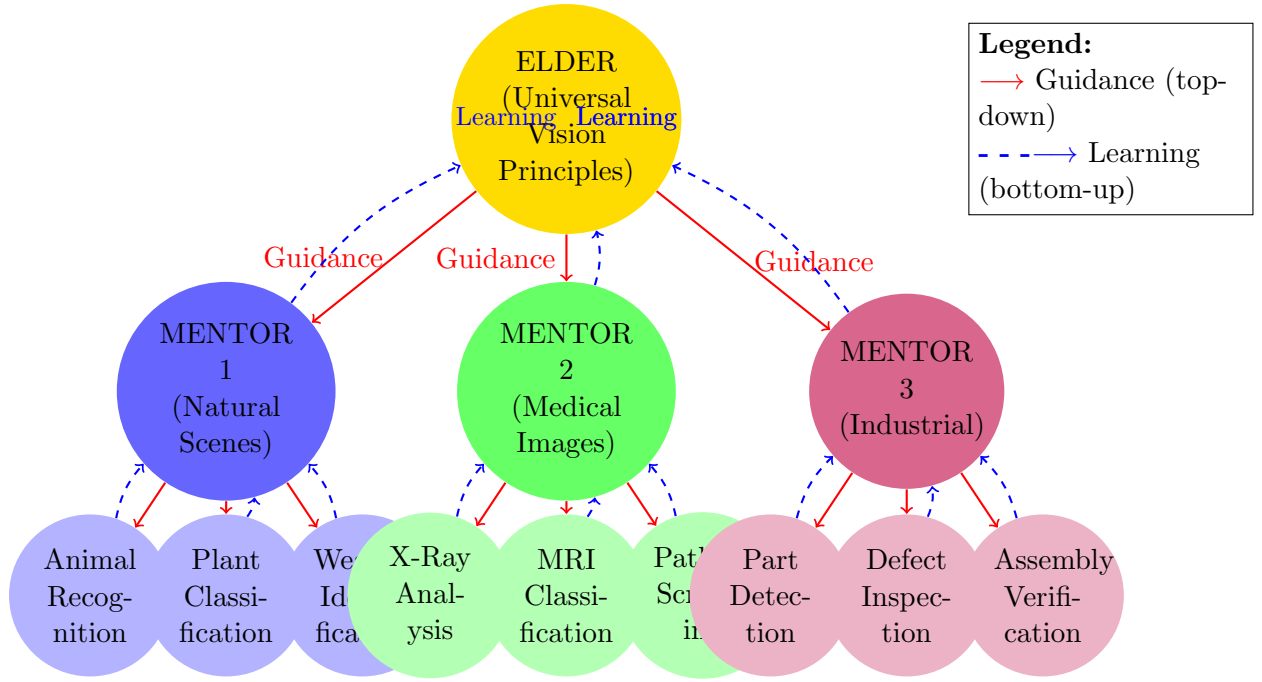 ELDER
(Universal
Vision
Principles)
Learning
Learning
Legend:
Guidance (top-
down)
Learning
(bottom-up)
Guidance
Guidance
Guidance
MENTOR
1
(Natural
Scenes)
MENTOR
2
(Medical
Images)
MENTOR
3
(Industrial)
Animal
Recog-
nition
Plant
Classi-
fication
X-Ray
Anal-
ysis
MRI
Classi-
fication
Part
Detec-
tion
Defect
Inspec-
tion
Assembly
Verifi-
cation